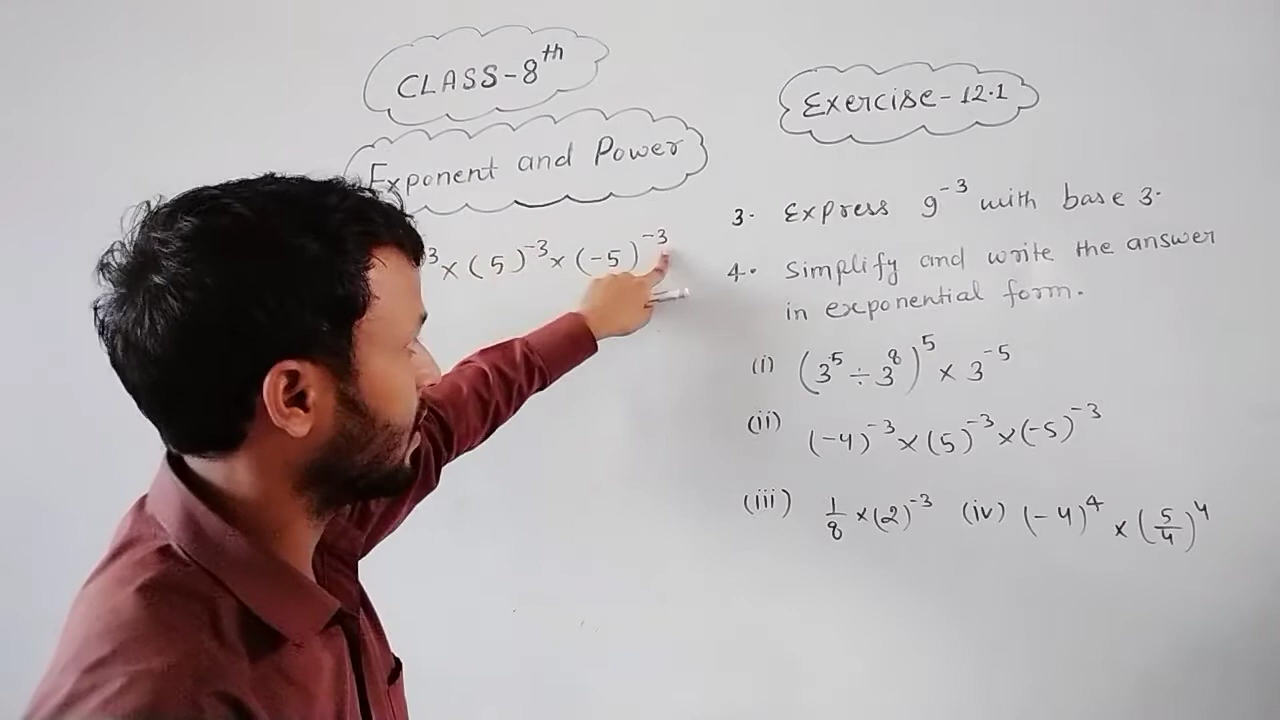 CLASS-8th
Exponent and Power
3 × (5)^-3 × (-5)^-3
Exercise-12.1
3. Express 9^-3 with base 3.
4. Simplify and write the answer
in exponential form.
(i) (3^5 ÷ 3^8)^5 × 3^-5
(ii) (-4)^-3 × (5)^-3 × (-5)^-3
(iii) 1/8 × (2)^-3 (iv) (-4)^4 × (5/4)^4